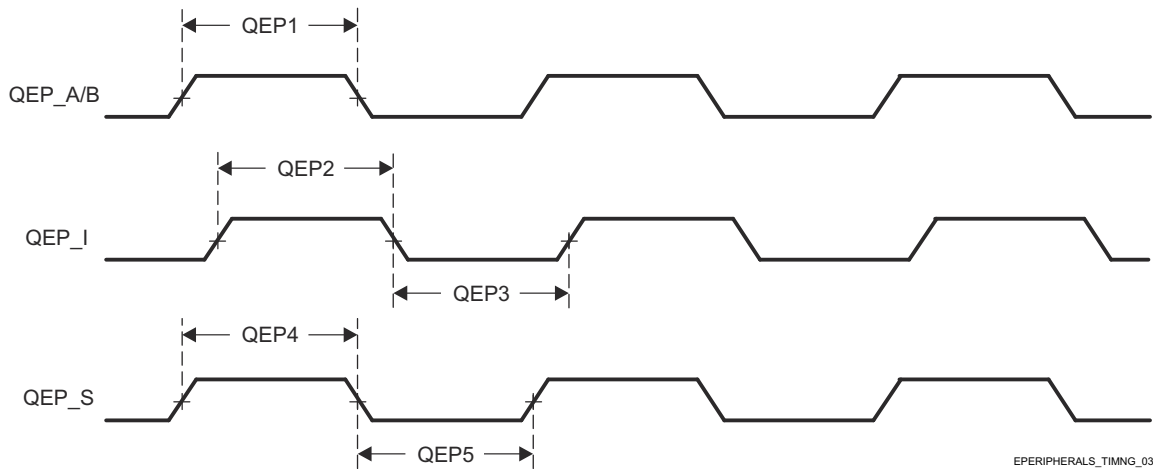 QEP1
QEP_A/B
QEP2
QEP_I
QEP3
QEP4
QEP_S
QEP5
EPERIPHERALS_TIMNG_03